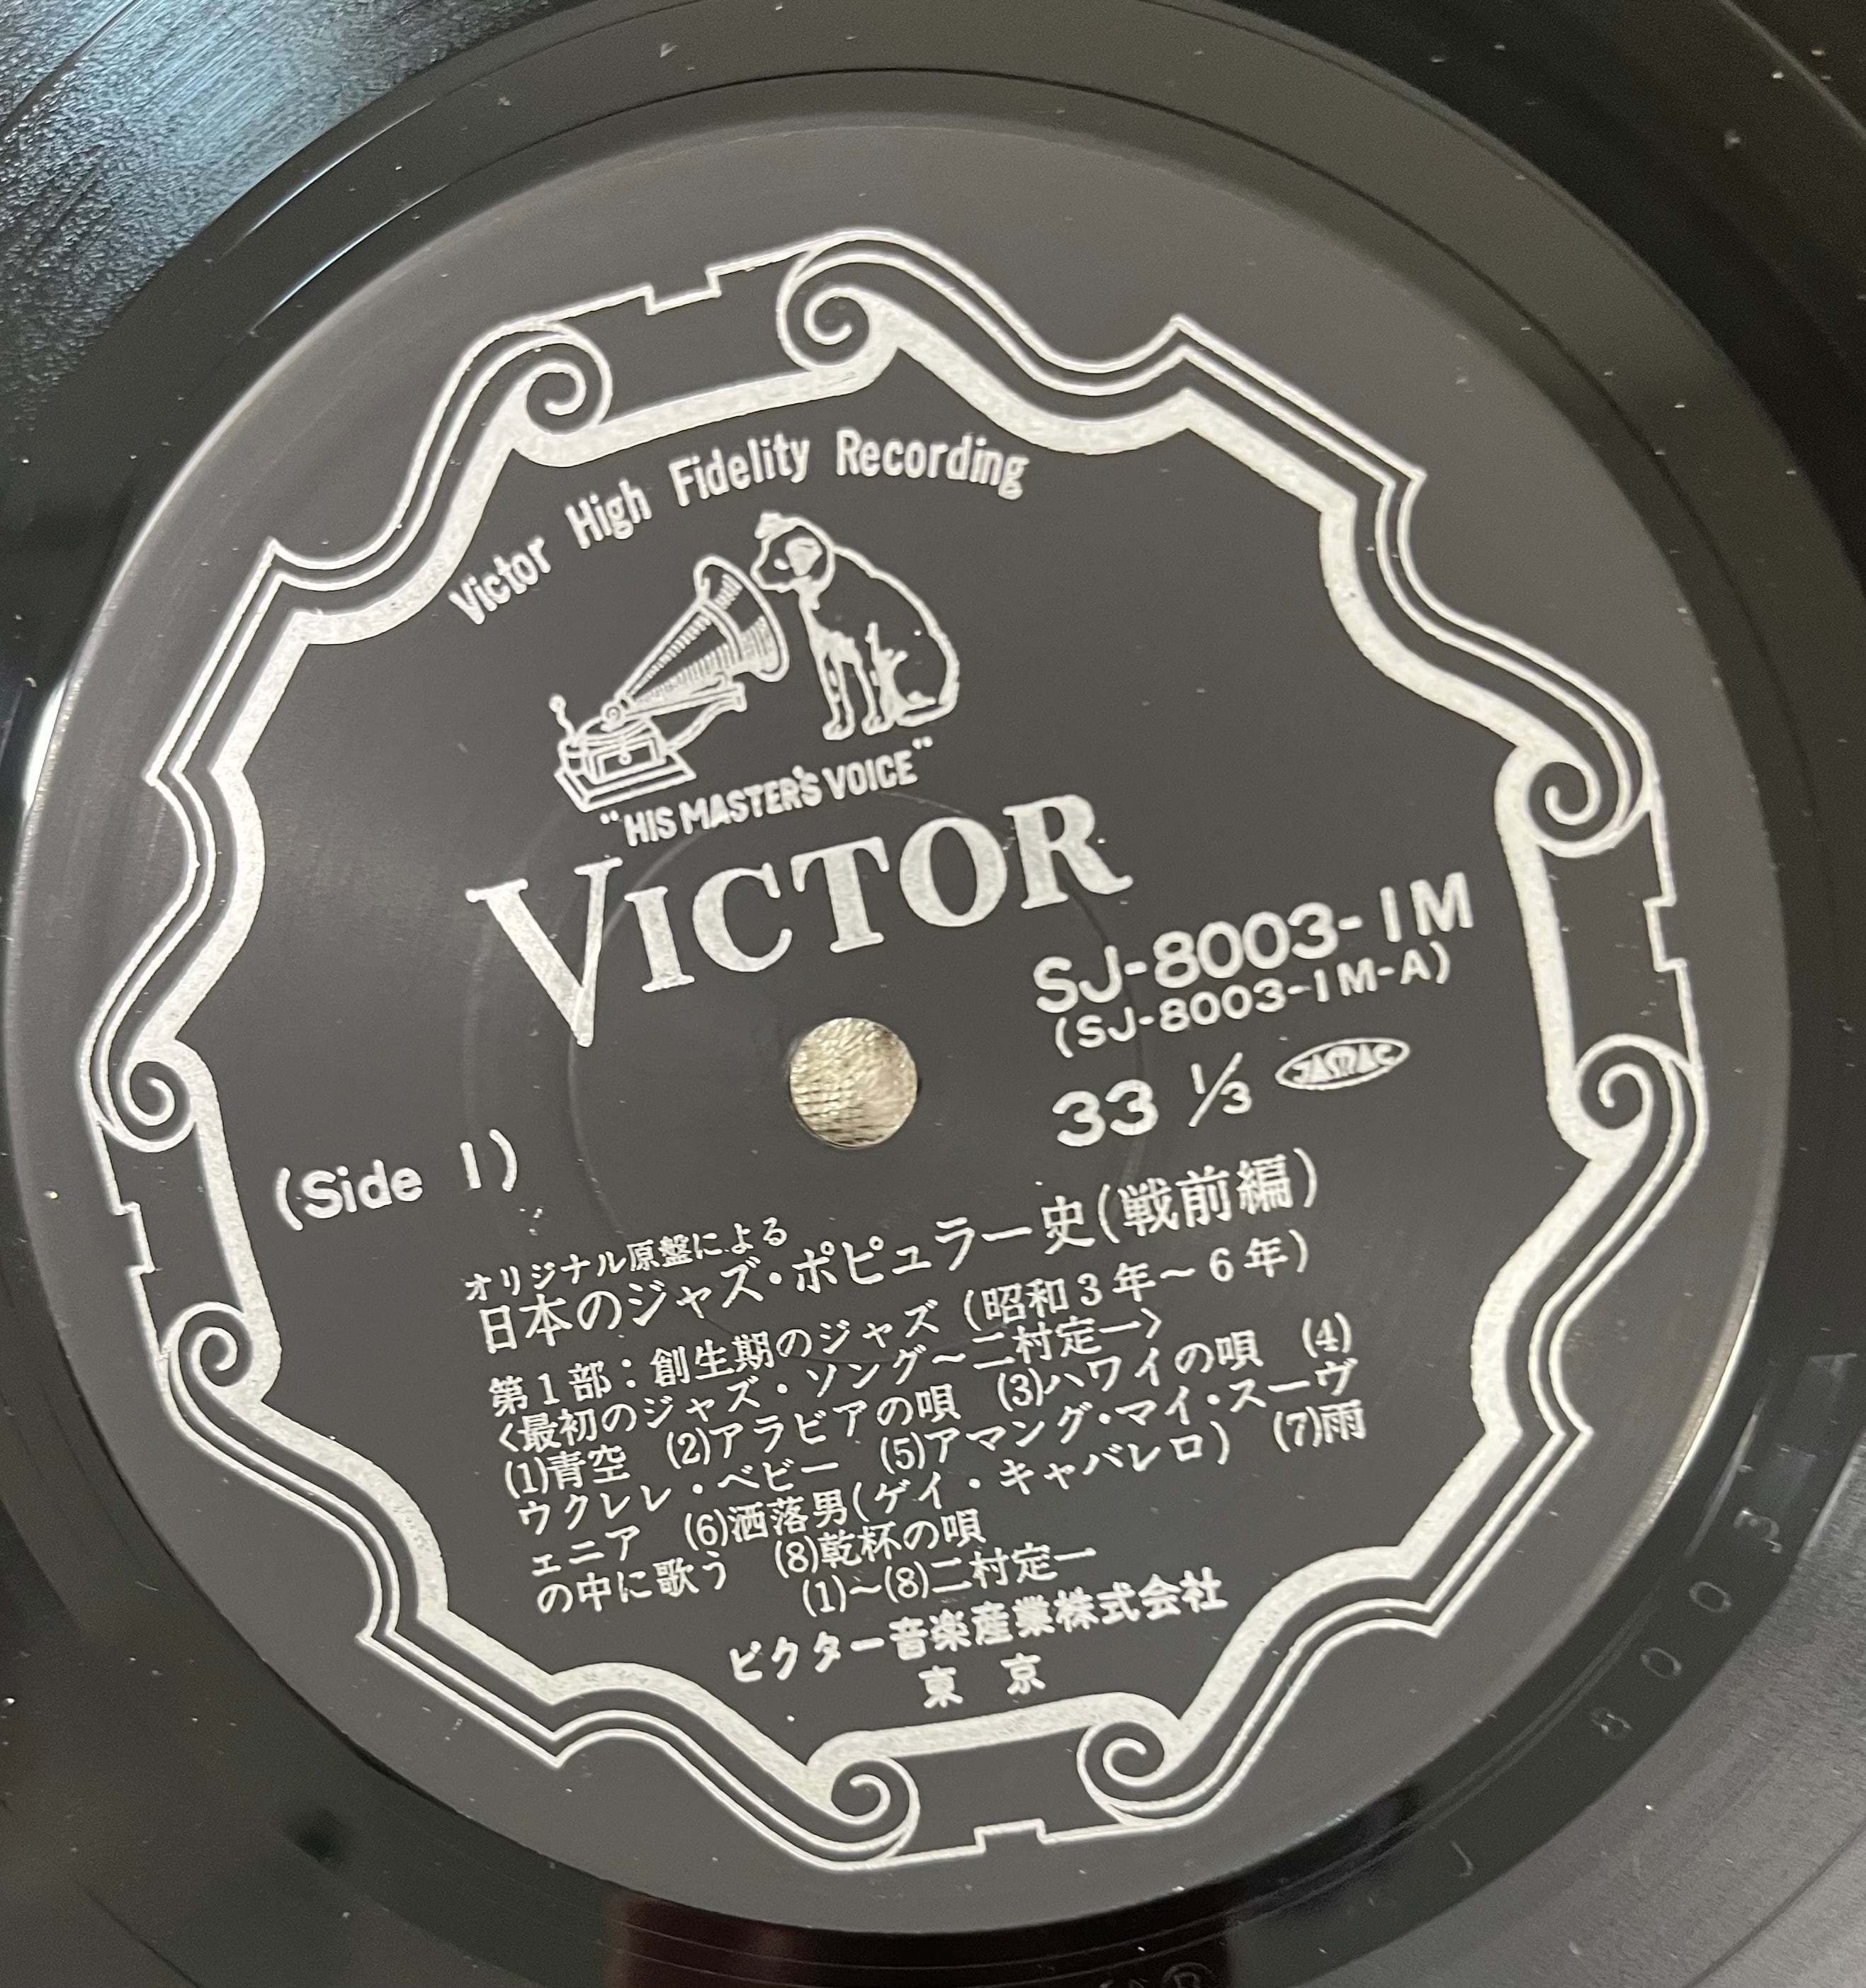 Victor High Fidelity Recording
"HIS MASTER'S VOICE"
VICTOR
SJ-8003-1M
(SJ-8003-1M-A)
33 1/3 JASRAC
(Side 1)
オリジナル原盤による
日本のジャズ・ポピュラー史(戦前編)
第1部：創生期のジャズ(昭和3年〜6年)
〈最初のジャズ・ソング〜二村定一〉
(1)青空 (2)アラビアの唄 (3)ハワイの唄 (4)
ウクレレ・ベビー (5)アマング・マイ・スーヴ
ェニア (6)洒落男(ゲイ・キャバレロ) (7)雨
の中に歌う (8)乾杯の唄
(1)〜(8)二村定一
ビクター音楽産業株式会社
東京
8003